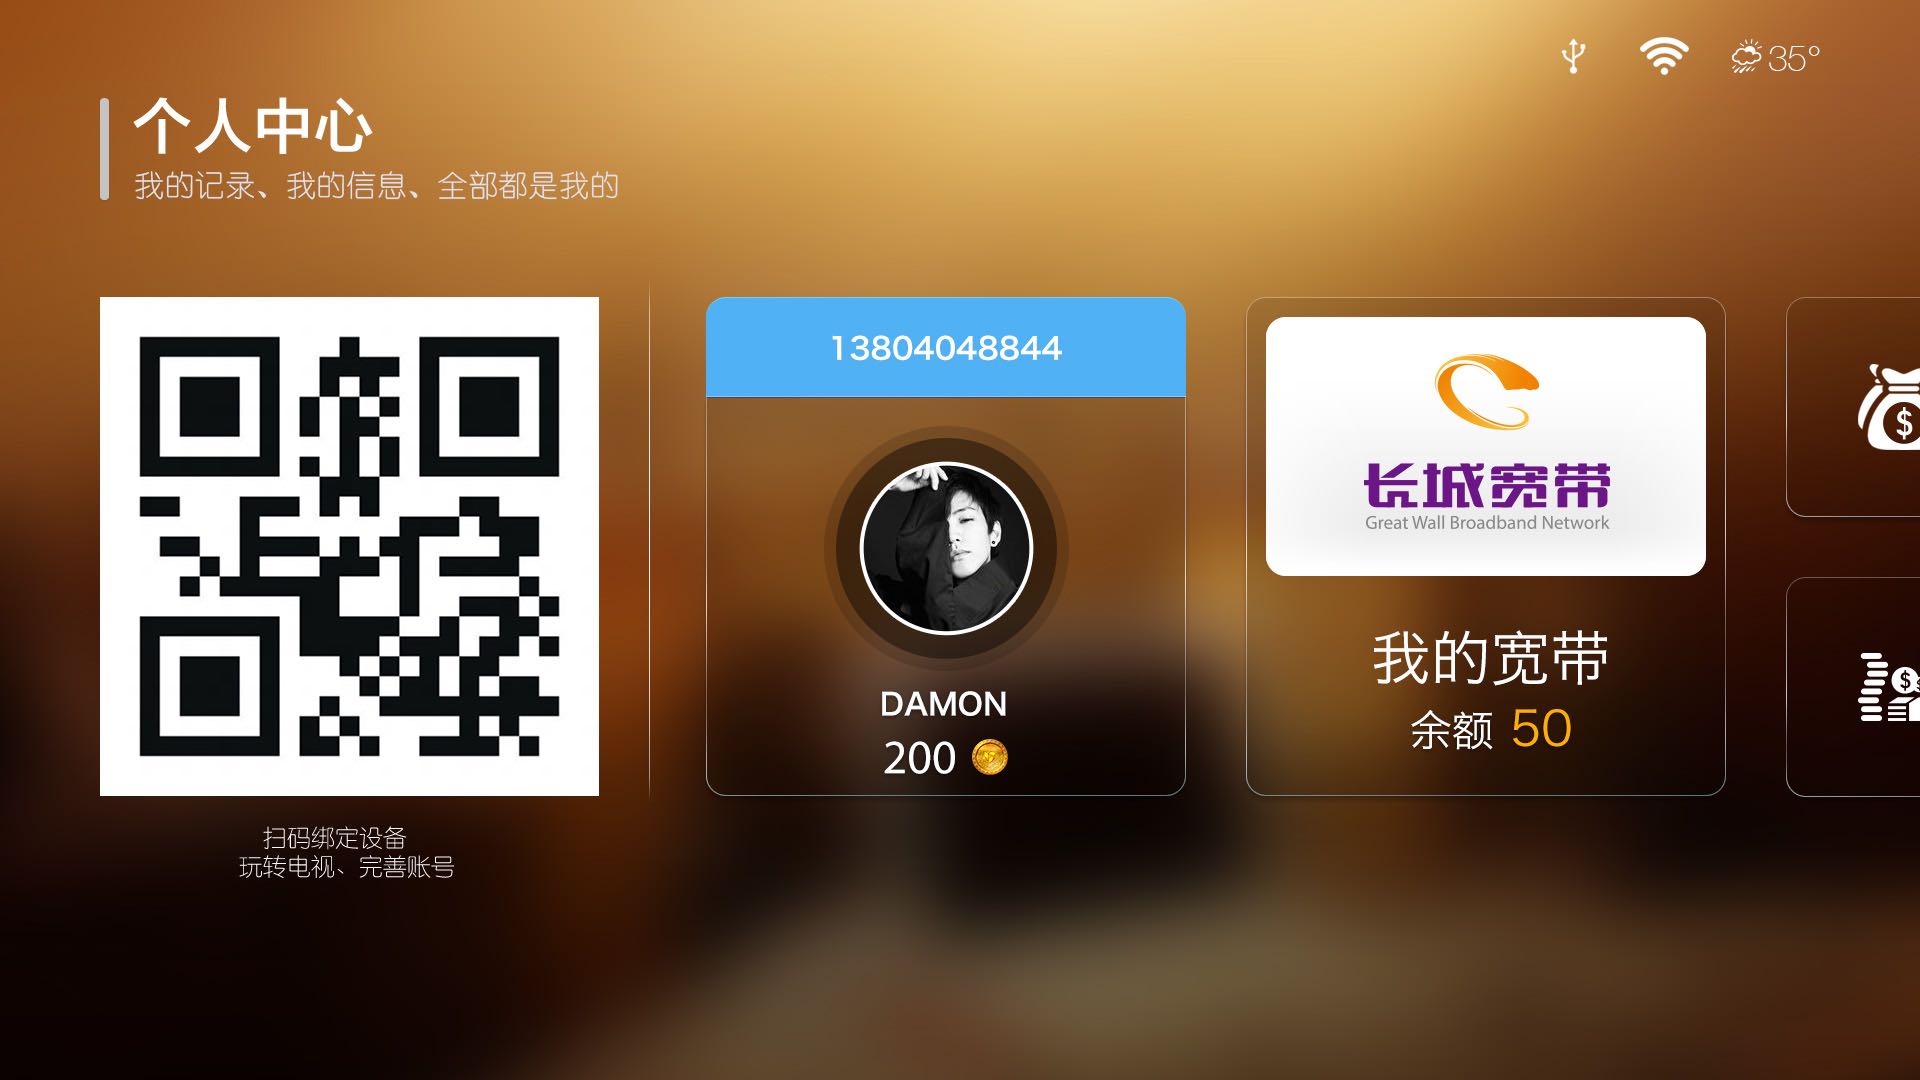 35°
个人中心
我的记录、我的信息、全部都是我的
13804048844
DAMON
200
长城宽带
Great Wall Broadband Network
我的宽带
余额 50
扫码绑定设备
玩转电视、完善账号
$
$